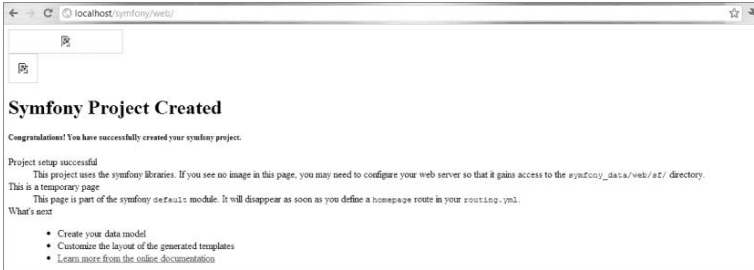 localhost/symfony/web/
Symfony Project Created
Congratulations! You have successfully created your symfony project.
Project setup successful
This project uses the symfony libraries. If you see no image in this page, you may need to configure your web server so that it gains access to the symfony_data/web/sf/ directory.
This is a temporary page
This page is part of the symfony default module. It will disappear as soon as you define a homepage route in your routing.yml.
What's next
• Create your data model
• Customize the layout of the generated templates
• Learn more from the online documentation